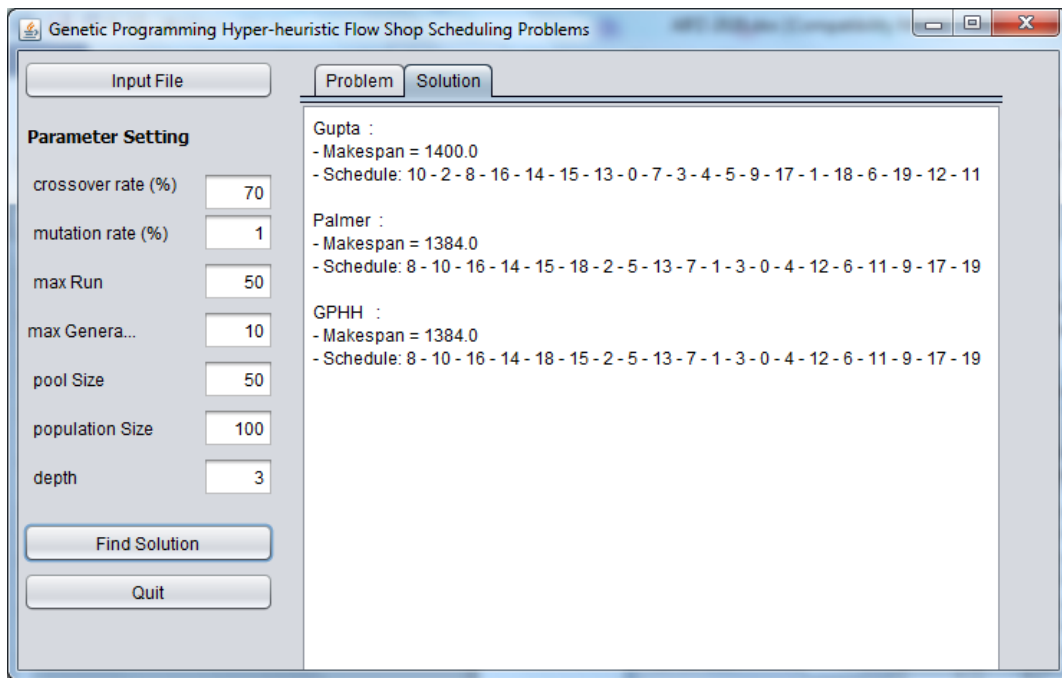 Genetic Programming Hyper-heuristic Flow Shop Scheduling Problems
Input File
Parameter Setting
crossover rate (%) 70
mutation rate (%) 1
max Run 50
max Genera... 10
pool Size 50
population Size 100
depth 3
Find Solution
Quit
Problem Solution
Gupta :
- Makespan = 1400.0
- Schedule: 10 - 2 - 8 - 16 - 14 - 15 - 13 - 0 - 7 - 3 - 4 - 5 - 9 - 17 - 1 - 18 - 6 - 19 - 12 - 11
Palmer :
- Makespan = 1384.0
- Schedule: 8 - 10 - 16 - 14 - 15 - 18 - 2 - 5 - 13 - 7 - 1 - 3 - 0 - 4 - 12 - 6 - 11 - 9 - 17 - 19
GPHH :
- Makespan = 1384.0
- Schedule: 8 - 10 - 16 - 14 - 18 - 15 - 2 - 5 - 13 - 7 - 1 - 3 - 0 - 4 - 12 - 6 - 11 - 9 - 17 - 19